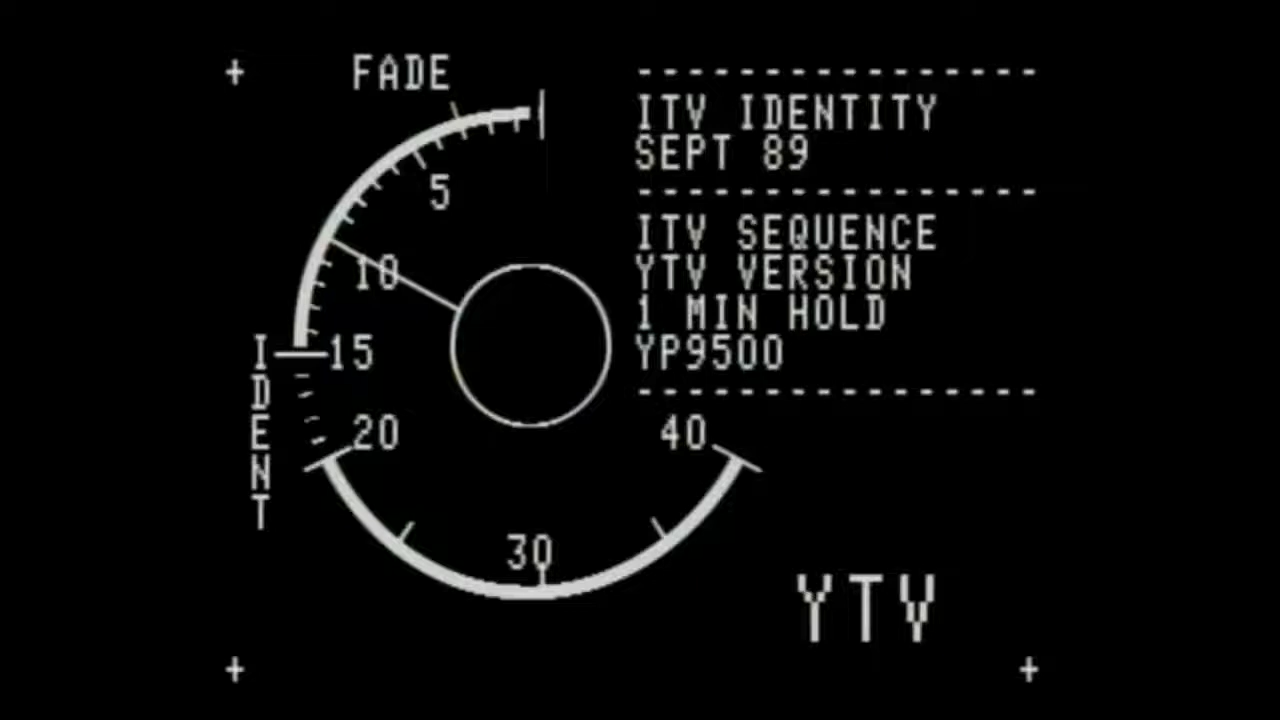 FADE
ITV IDENTITY
SEPT 89
5
ITV SEQUENCE
YTV VERSION
10
1 MIN HOLD
15
YP9500
IDENT
20
40
30
YTV